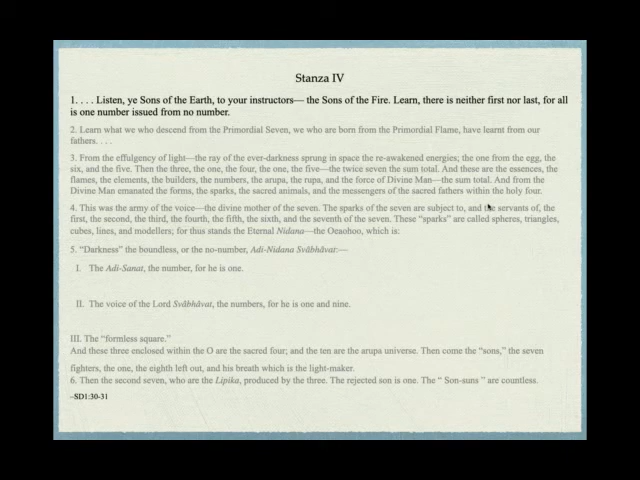 Stanza IV
1. . . . Listen, ye Sons of the Earth, to your instructors— the Sons of the Fire. Learn, there is neither first nor last, for all
is one number issued from no number.
2. Learn what we who descend from the Primordial Seven, we who are born from the Primordial Flame, have learnt from our
fathers. . . .
3. From the effulgency of light—the ray of the ever-darkness sprung in space the re-awakened energies; the one from the egg, the
six, and the five. Then the three, the one, the four, the one, the five—the twice seven the sum total. And these are the essences, the
flames, the elements, the builders, the numbers, the arupa, the rupa, and the force of Divine Man—the sum total. And from the
Divine Man emanated the forms, the sparks, the sacred animals, and the messengers of the sacred fathers within the holy four.
4. This was the army of the voice—the divine mother of the seven. The sparks of the seven are subject to, and the servants of, the
first, the second, the third, the fourth, the fifth, the sixth, and the seventh of the seven. These “sparks” are called spheres, triangles,
cubes, lines, and modellers; for thus stands the Eternal Nidana—the Oeaohoo, which is:
5. “Darkness” the boundless, or the no-number, Adi-Nidana Svâbhâvat:—
I. The Adi-Sanat, the number, for he is one.
II. The voice of the Lord Svâbhâvat, the numbers, for he is one and nine.
III. The “formless square.”
And these three enclosed within the O are the sacred four; and the ten are the arupa universe. Then come the “sons,” the seven
fighters, the one, the eighth left out, and his breath which is the light-maker.
6. Then the second seven, who are the Lipika, produced by the three. The rejected son is one. The “ Son-suns ” are countless.
–SD1:30-31